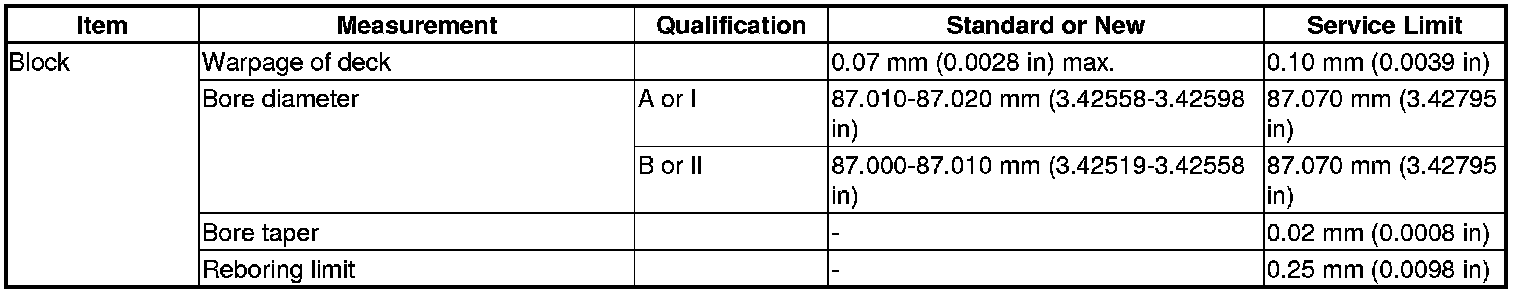 Item Measurement Qualification Standard or New Service Limit
Block Warpage of deck 0.07 mm (0.0028 in) max. 0.10 mm (0.0039 in)
Bore diameter A or I 87.010-87.020 mm (3.42558-3.42598 87.070 mm (3.42795
in) in)
B or II 87.000-87.010 mm (3.42519-3.42558 87.070 mm (3.42795
in) in)
Bore taper - 0.02 mm (0.0008 in)
Reboring limit - 0.25 mm (0.0098 in)